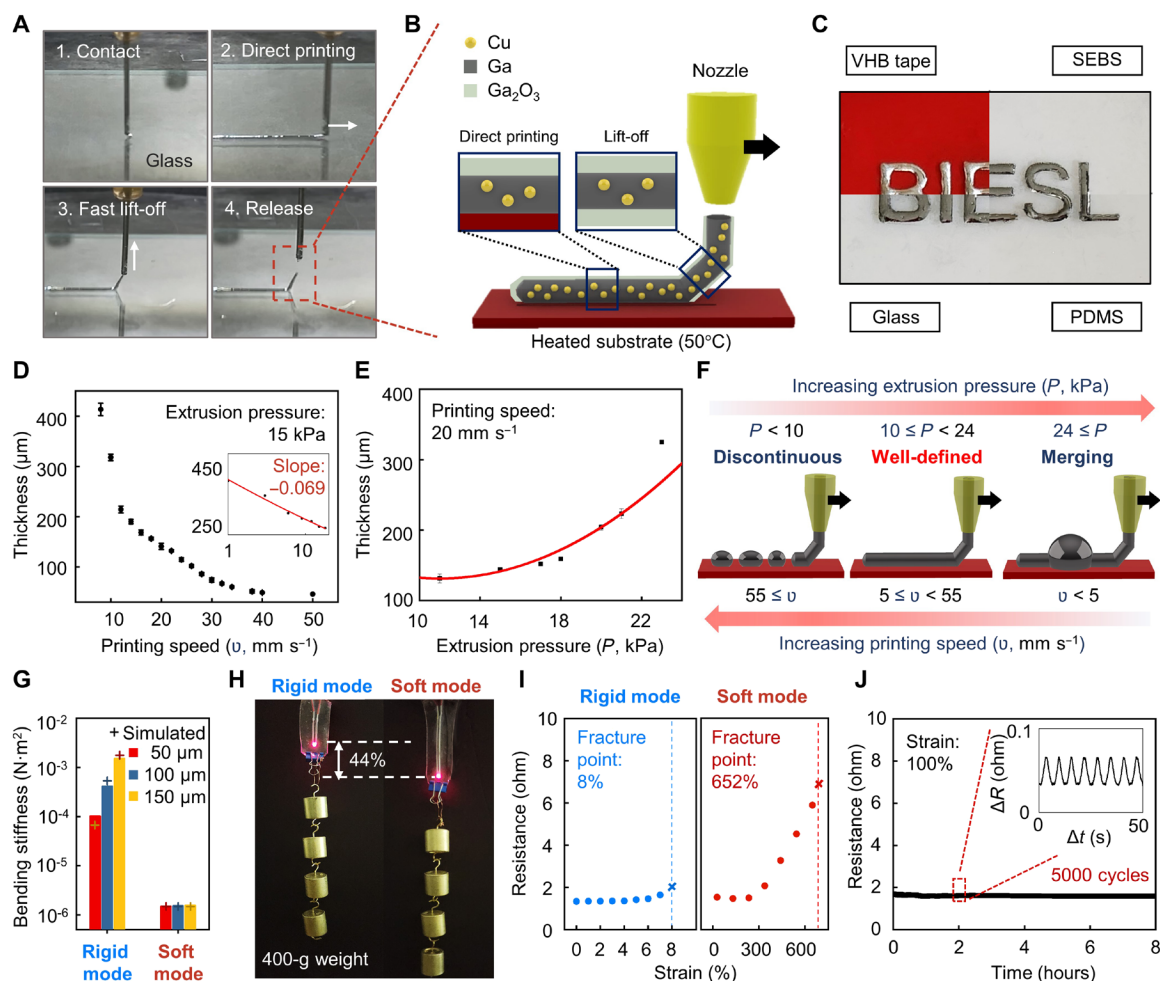 A
1. Contact
2. Direct printing
Glass
3. Fast lift-off
4. Release
B
Cu
Ga
Ga₂O₃
Nozzle
Direct printing
Lift-off
Heated substrate (50°C)
C
VHB tape
SEBS
BIESL
Glass
PDMS
D
Thickness (μm)
400
300
200
100
10
20
30
40
50
Printing speed (υ, mm s⁻¹)
Extrusion pressure:
15 kPa
450
250
1
10
Slope:
–0.069
E
Thickness (μm)
400
300
200
100
10
14
18
22
Extrusion pressure (P, kPa)
Printing speed:
20 mm s⁻¹
F
Increasing extrusion pressure (P, kPa)
P < 10
10 ≤ P < 24
24 ≤ P
Discontinuous
Well-defined
Merging
55 ≤ υ
5 ≤ υ < 55
υ < 5
Increasing printing speed (υ, mm s⁻¹)
G
Bending stiffness (N·m²)
10⁻²
10⁻³
10⁻⁴
10⁻⁵
10⁻⁶
+ Simulated
50 μm
100 μm
150 μm
Rigid
mode
Soft
mode
H
Rigid mode
Soft mode
44%
400-g weight
I
Rigid mode
Soft mode
Resistance (ohm)
10
8
6
4
2
0
Fracture
point:
8%
Fracture
point:
652%
0
2
4
6
8
0
300
600
Strain (%)
J
Resistance (ohm)
10
8
6
4
2
0
Strain:
100%
0.1
0
ΔR (ohm)
0
50
Δt (s)
5000 cycles
0
2
4
6
8
Time (hours)